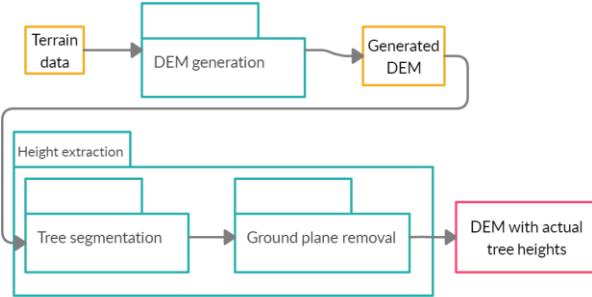 Terrain
data
DEM generation
Generated
DEM
Height extraction
Tree segmentation
Ground plane removal
DEM with actual
tree heights